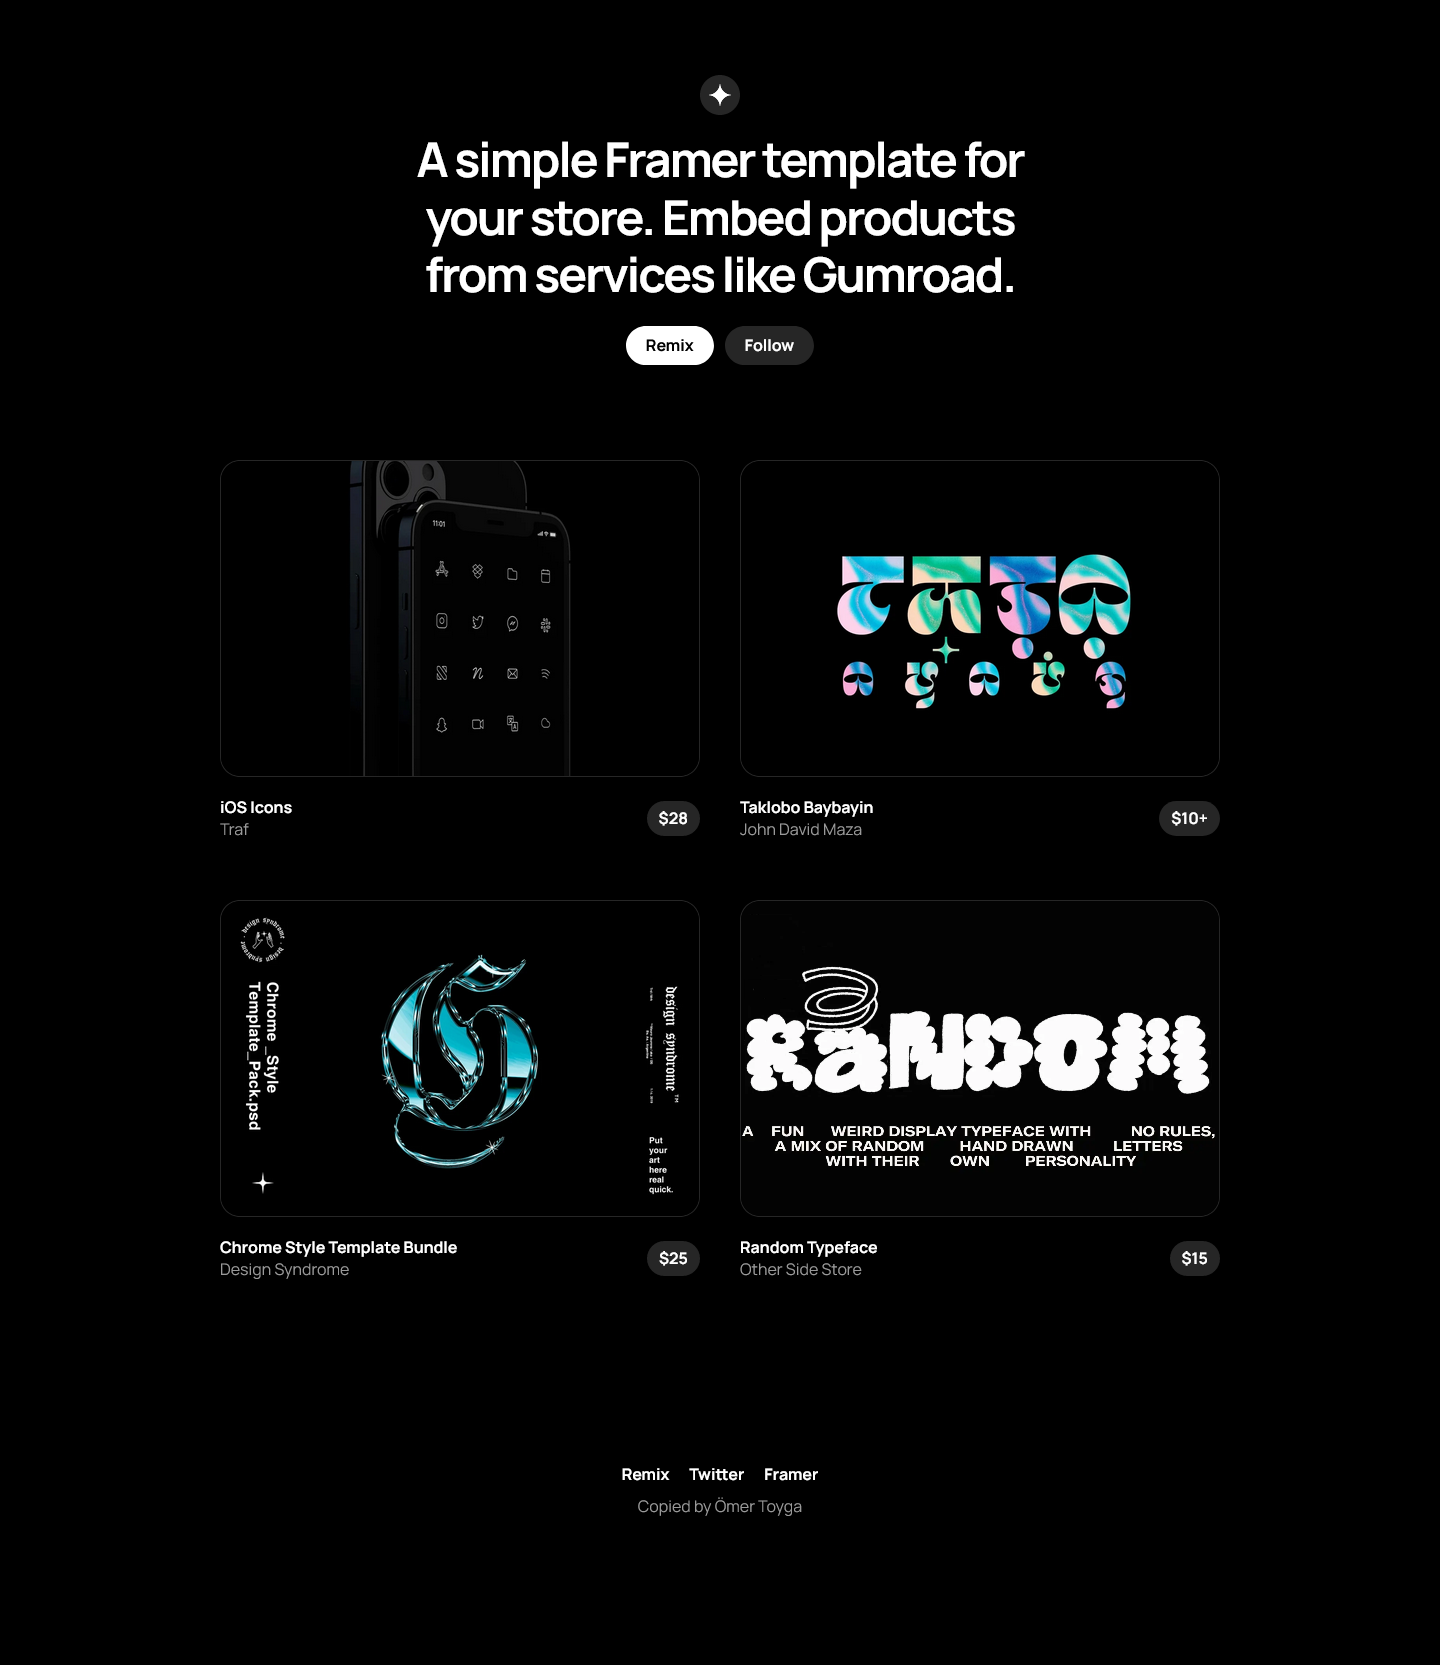 A simple Framer template for
your store. Embed products
from services like Gumroad.
Remix
Follow
11:01
iOS Icons
Traf
$28
Taklobo Baybayin
John David Maza
$10+
design syndrome · design syndrome ·
Chrome _Style
Template_Pack.psd
design syndrome ™
Put
your
art
here
real
quick.
RANDOM
A FUN WEIRD DISPLAY TYPEFACE WITH NO RULES,
A MIX OF RANDOM HAND DRAWN LETTERS
WITH THEIR OWN PERSONALITY
Chrome Style Template Bundle
Design Syndrome
$25
Random Typeface
Other Side Store
$15
Remix Twitter Framer
Copied by Ömer Toyga